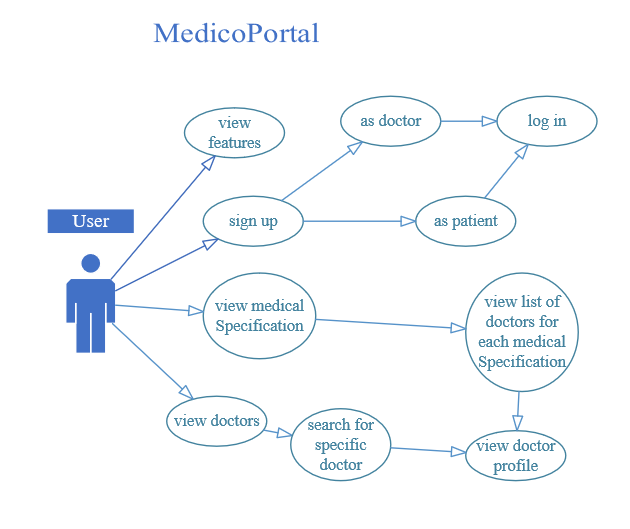 MedicoPortal
view
features
as doctor
log in
User
sign up
as patient
view medical
Specification
view list of
doctors for
each medical
Specification
view doctors
search for
specific
doctor
view doctor
profile